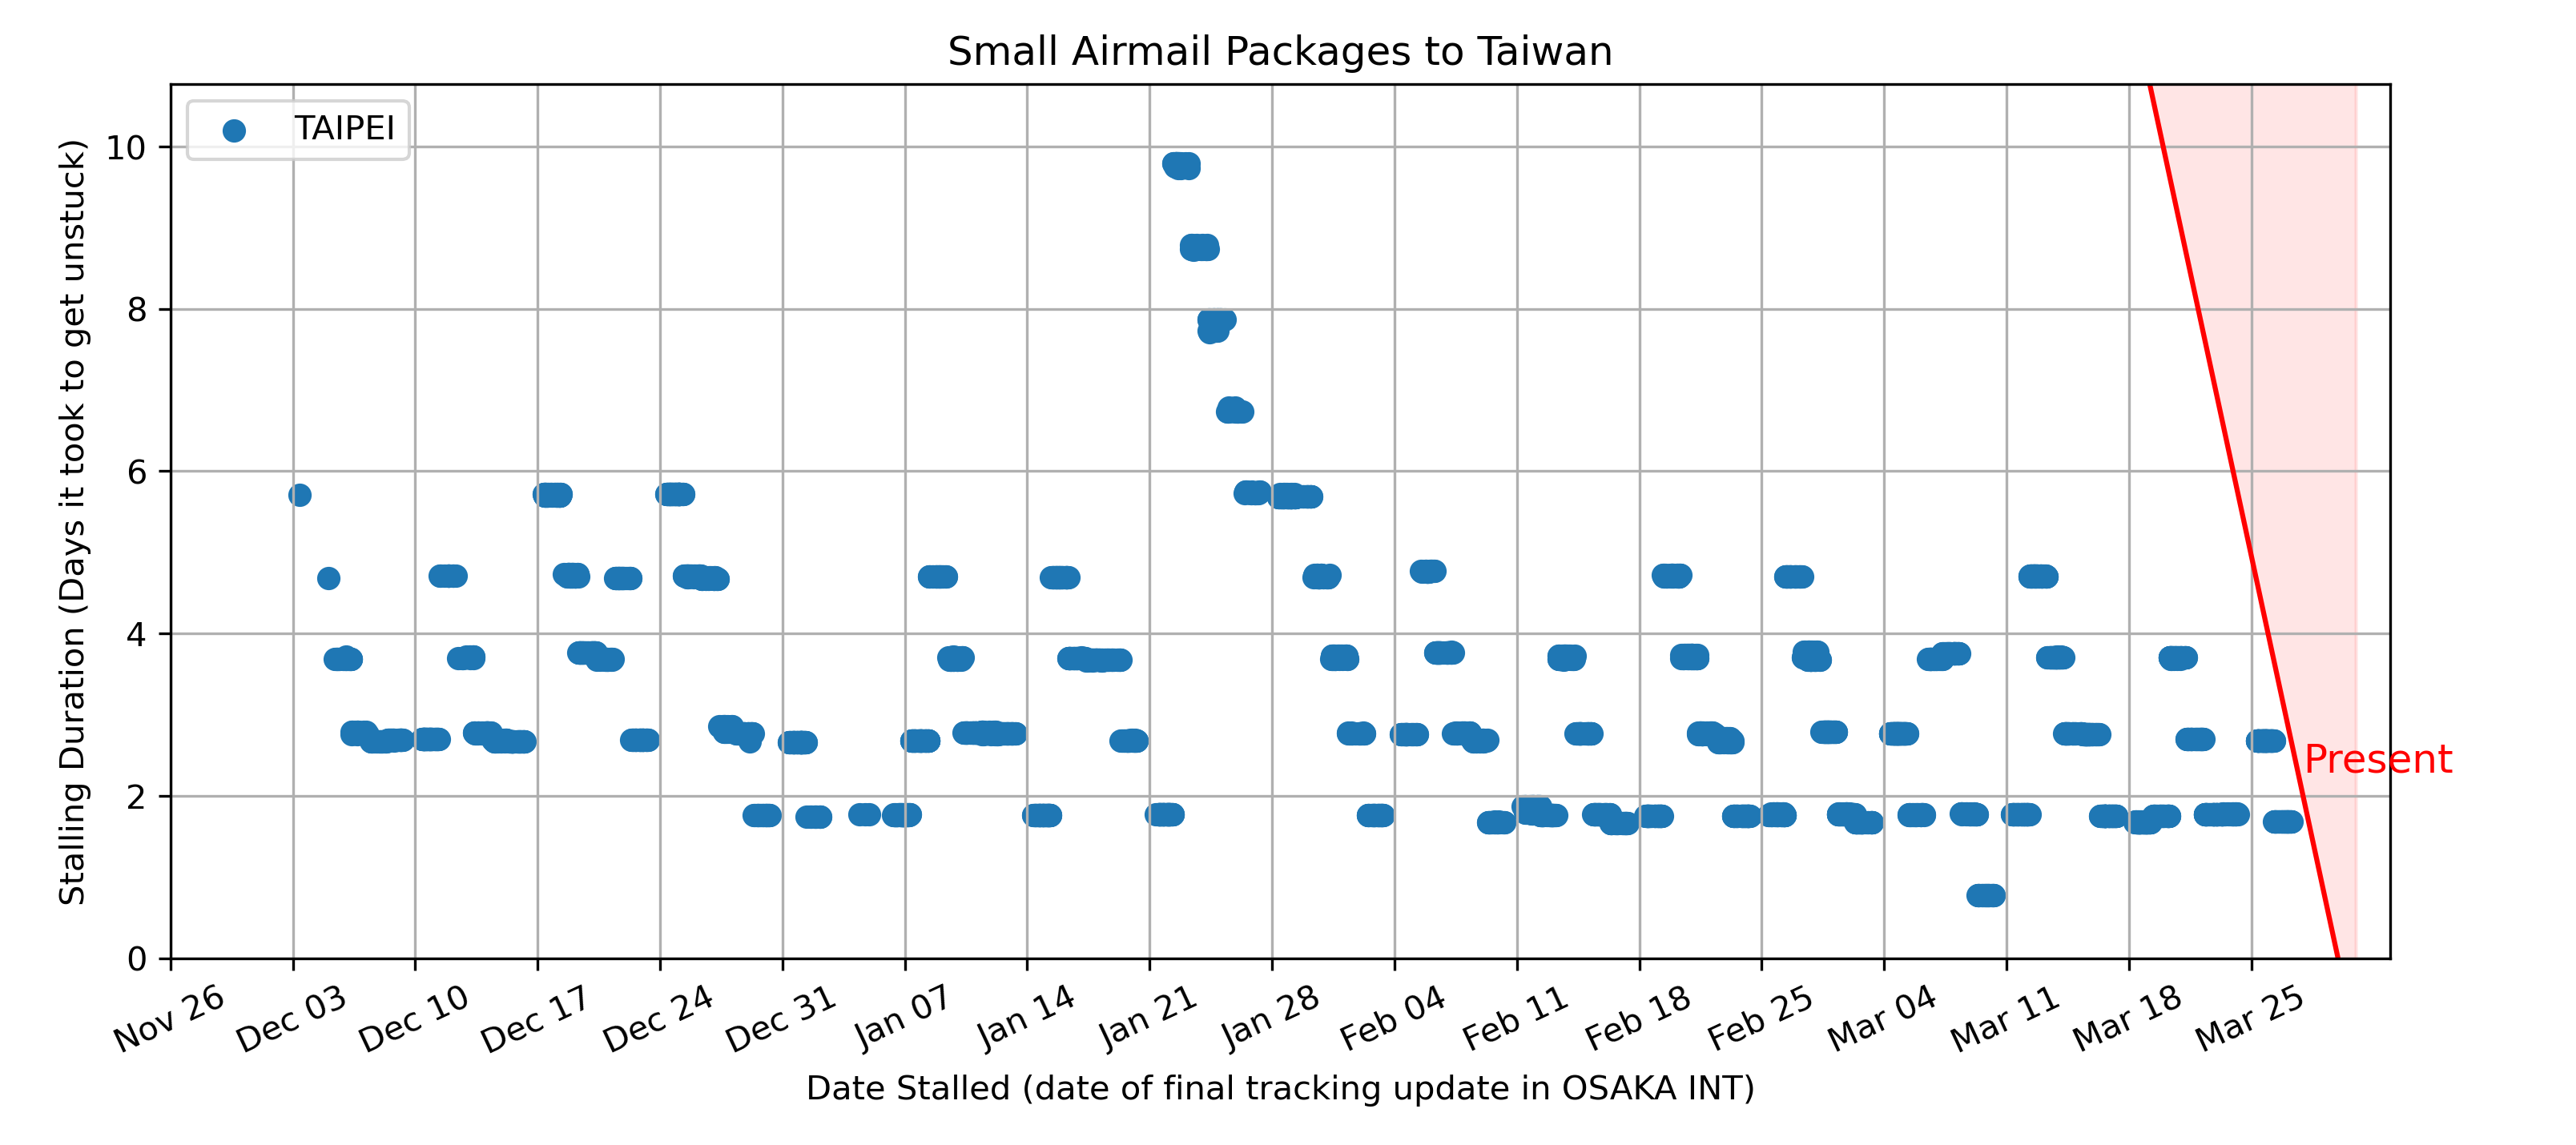 Small Airmail Packages to Taiwan
TAIPEI
Stalling Duration (Days it took to get unstuck)
10
8
6
4
2
0
Present
Nov 26
Dec 03
Dec 10
Dec 17
Dec 24
Dec 31
Jan 07
Jan 14
Jan 21
Jan 28
Feb 04
Feb 11
Feb 18
Feb 25
Mar 04
Mar 11
Mar 18
Mar 25
Date Stalled (date of final tracking update in OSAKA INT)